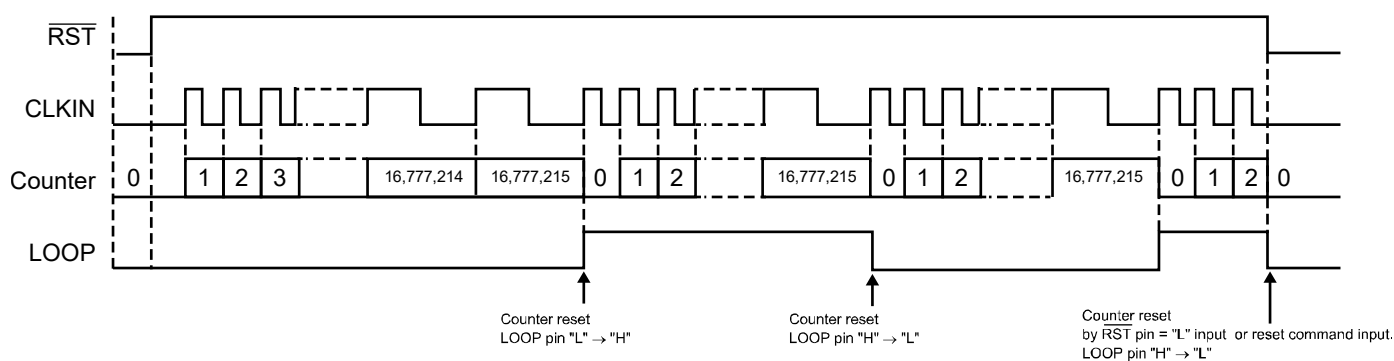 RST
CLKIN
Counter 0 1 2 3 16,777,214 16,777,215 0 1 2 16,777,215 0 1 2 16,777,215 0 1 2 0
LOOP
Counter reset
LOOP pin "L" → "H"
Counter reset
LOOP pin "H" → "L"
Counter reset
by RST pin = "L" input or reset command input.
LOOP pin "H" → "L"